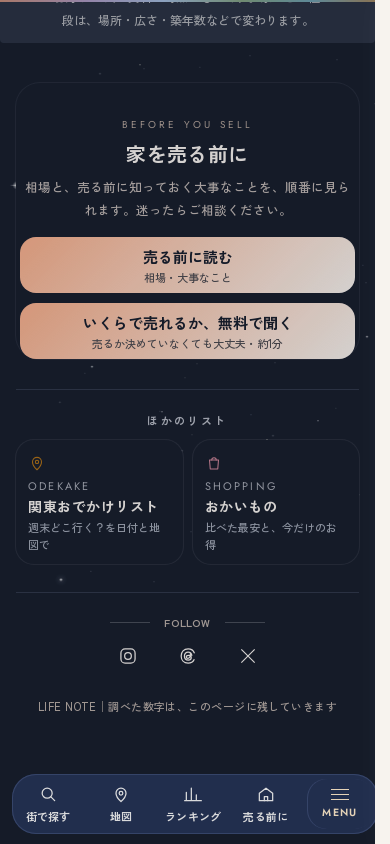 段は、場所・広さ・築年数などで変わります。
BEFORE YOU SELL
家を売る前に
相場と、売る前に知っておく大事なことを、順番に見ら
れます。迷ったらご相談ください。
売る前に読む
相場・大事なこと
いくらで売れるか、無料で聞く
売るか決めていなくても大丈夫・約1分
ほかのリスト
ODEKAKE
関東おでかけリスト
週末どこ行く？を日付と地
図で
SHOPPING
おかいもの
比べた最安と、今だけのお
得
FOLLOW
LIFE NOTE｜調べた数字は、このページに残していきます
街で探す
地図
ランキング
売る前に
MENU